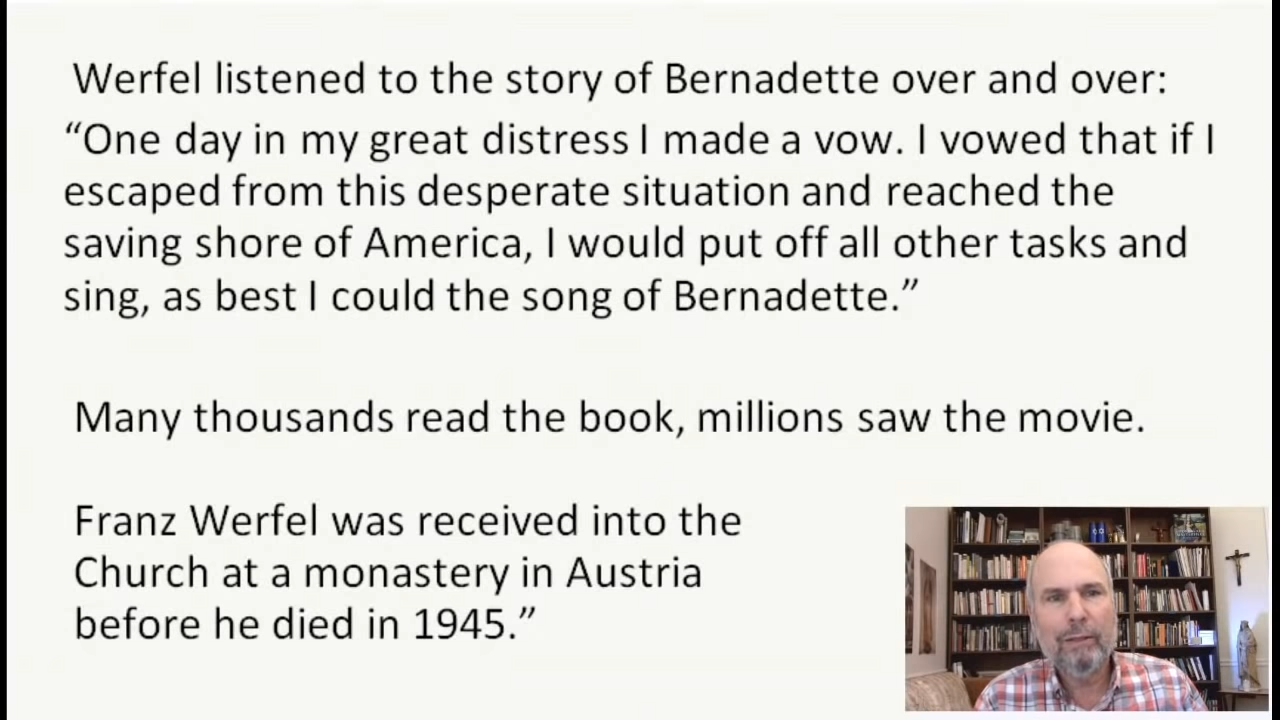 Werfel listened to the story of Bernadette over and over:
“One day in my great distress I made a vow. I vowed that if I
escaped from this desperate situation and reached the
saving shore of America, I would put off all other tasks and
sing, as best I could the song of Bernadette.”
Many thousands read the book, millions saw the movie.
Franz Werfel was received into the
Church at a monastery in Austria
before he died in 1945.”